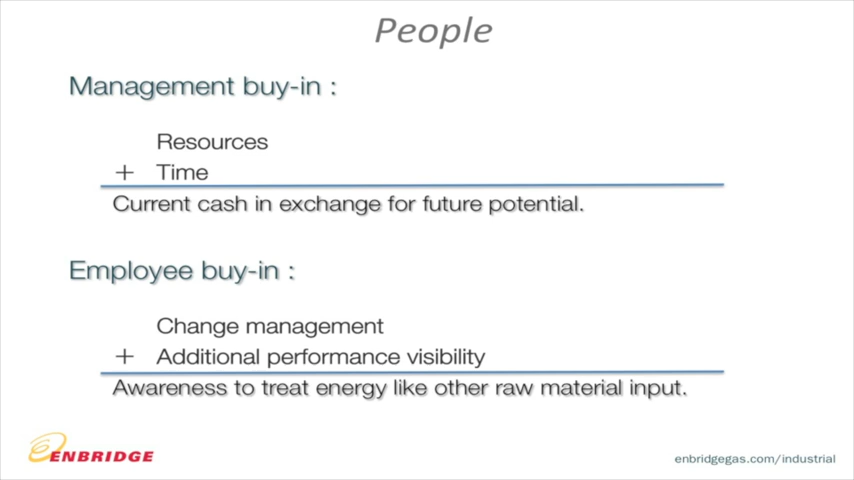 People
Management buy-in :
Resources
+ Time
Current cash in exchange for future potential.
Employee buy-in :
Change management
+ Additional performance visibility
Awareness to treat energy like other raw material input.
ENBRIDGE
enbridgegas.com/industrial